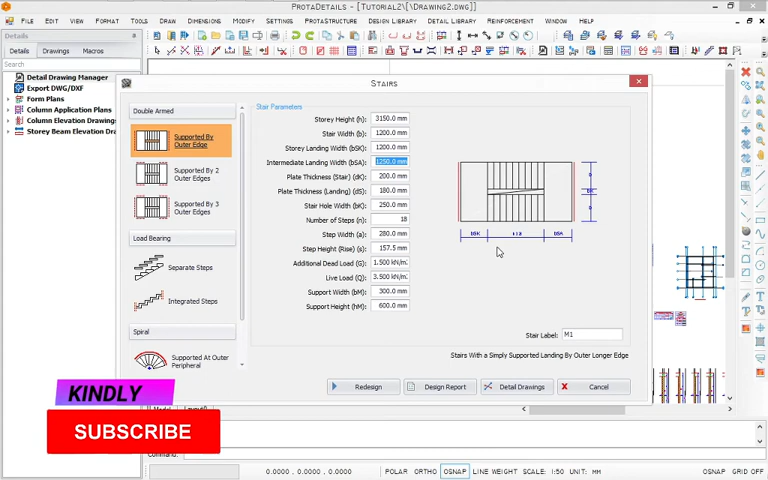 ProtaDetails - [Tutorial2\[\Drawing2.dwg]]
File Edit View Format Tools Draw Dimensions Modify Settings ProtaStructure Design Library Detail Library Reinforcement Window Help
Details
Details Drawings Macros
Search
Detail Drawing Manager
Export DWG/DXF
Form Plans
Column Application Plans
Column Elevation Drawings
Storey Beam Elevation Dra
Stairs
Double Armed
Supported By
Outer Edge
Supported By 2
Outer Edges
Supported By 3
Outer Edges
Load Bearing
Separate Steps
Integrated Steps
Spiral
Supported At Outer
Peripheral
Stair Parameters
Storey Height (h): 3150.0 mm
Stair Width (b): 1200.0 mm
Storey Landing Width (bSK): 1200.0 mm
Intermediate Landing Width (bSA): 1250.0 mm
Plate Thickness (Stair) (dK): 200.0 mm
Plate Thickness (Landing) (dS): 180.0 mm
Stair Hole Width (bK): 250.0 mm
Number of Steps (n): 18
Step Width (a): 280.0 mm
Step Height (Rise) (s): 157.5 mm
Additional Dead Load (G): 1.500 kN/m
Live Load (Q): 3.500 kN/m
Support Width (bM): 300.0 mm
Support Height (hM): 600.0 mm
Stair Label: M1
Stairs With a Simply Supported Landing By Outer Longer Edge
Redesign Design Report Detail Drawings Cancel
KINDLY
SUBSCRIBE
Command:
0.0000 , 0.0000 , 0.0000 POLAR ORTHO OSNAP LINE WEIGHT SCALE: 1:50 UNIT: MM OSNAP GRID OFF